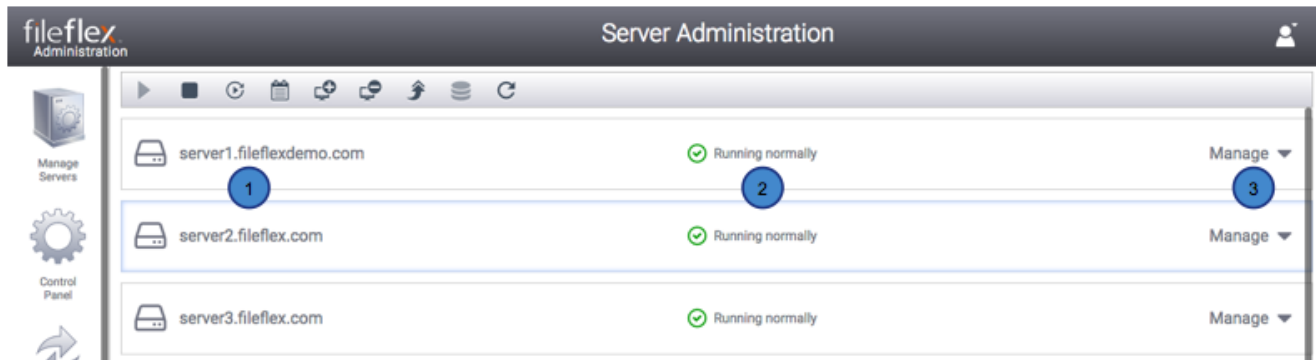 fileflex
Administration
Server Administration
Manage
Servers
server1.fileflexdemo.com
Running normally
Manage
1
2
3
server2.fileflex.com
Running normally
Manage
Control
Panel
server3.fileflex.com
Running normally
Manage